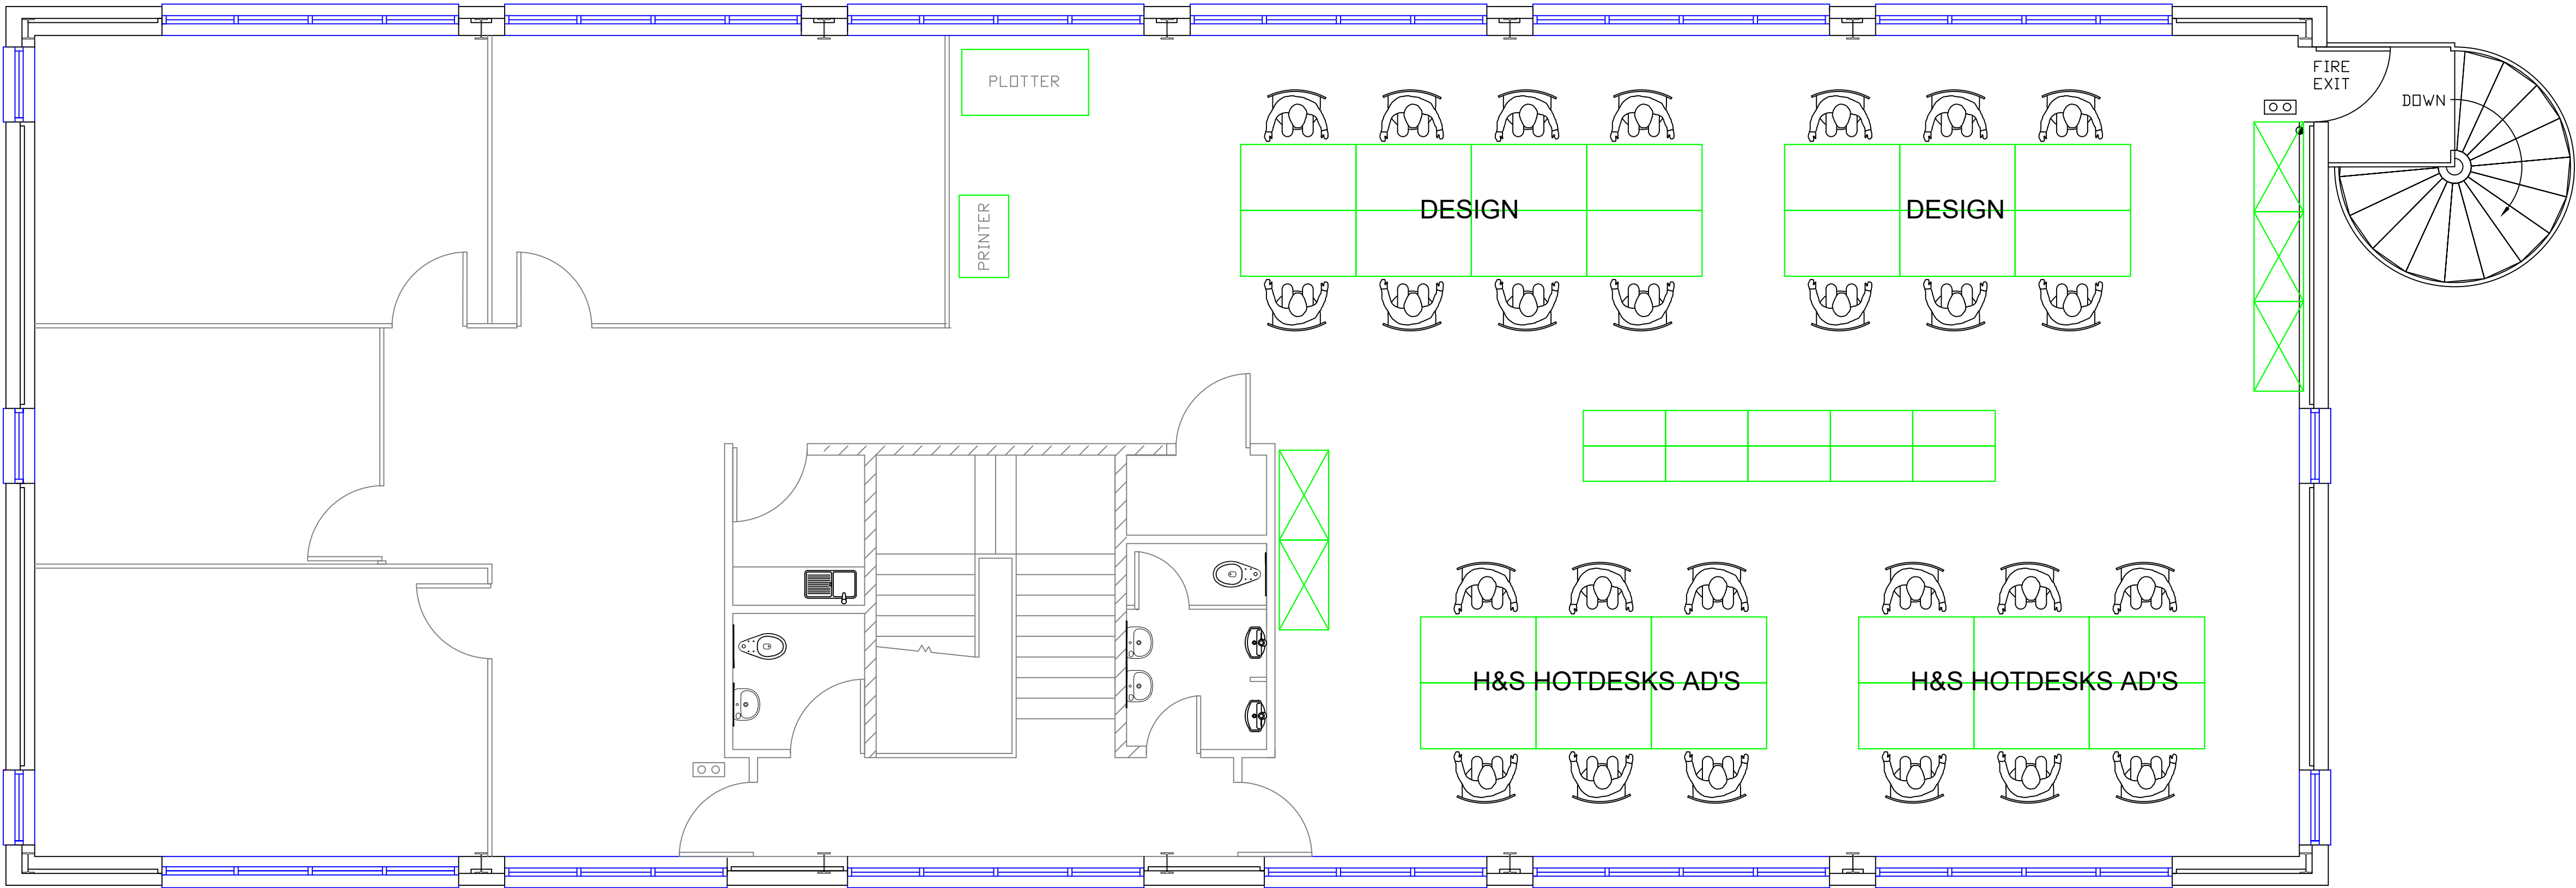 PLOTTER
FIRE
EXIT
DOWN
PRINTER
DESIGN
DESIGN
H&S HOTDESKS AD'S
H&S HOTDESKS AD'S